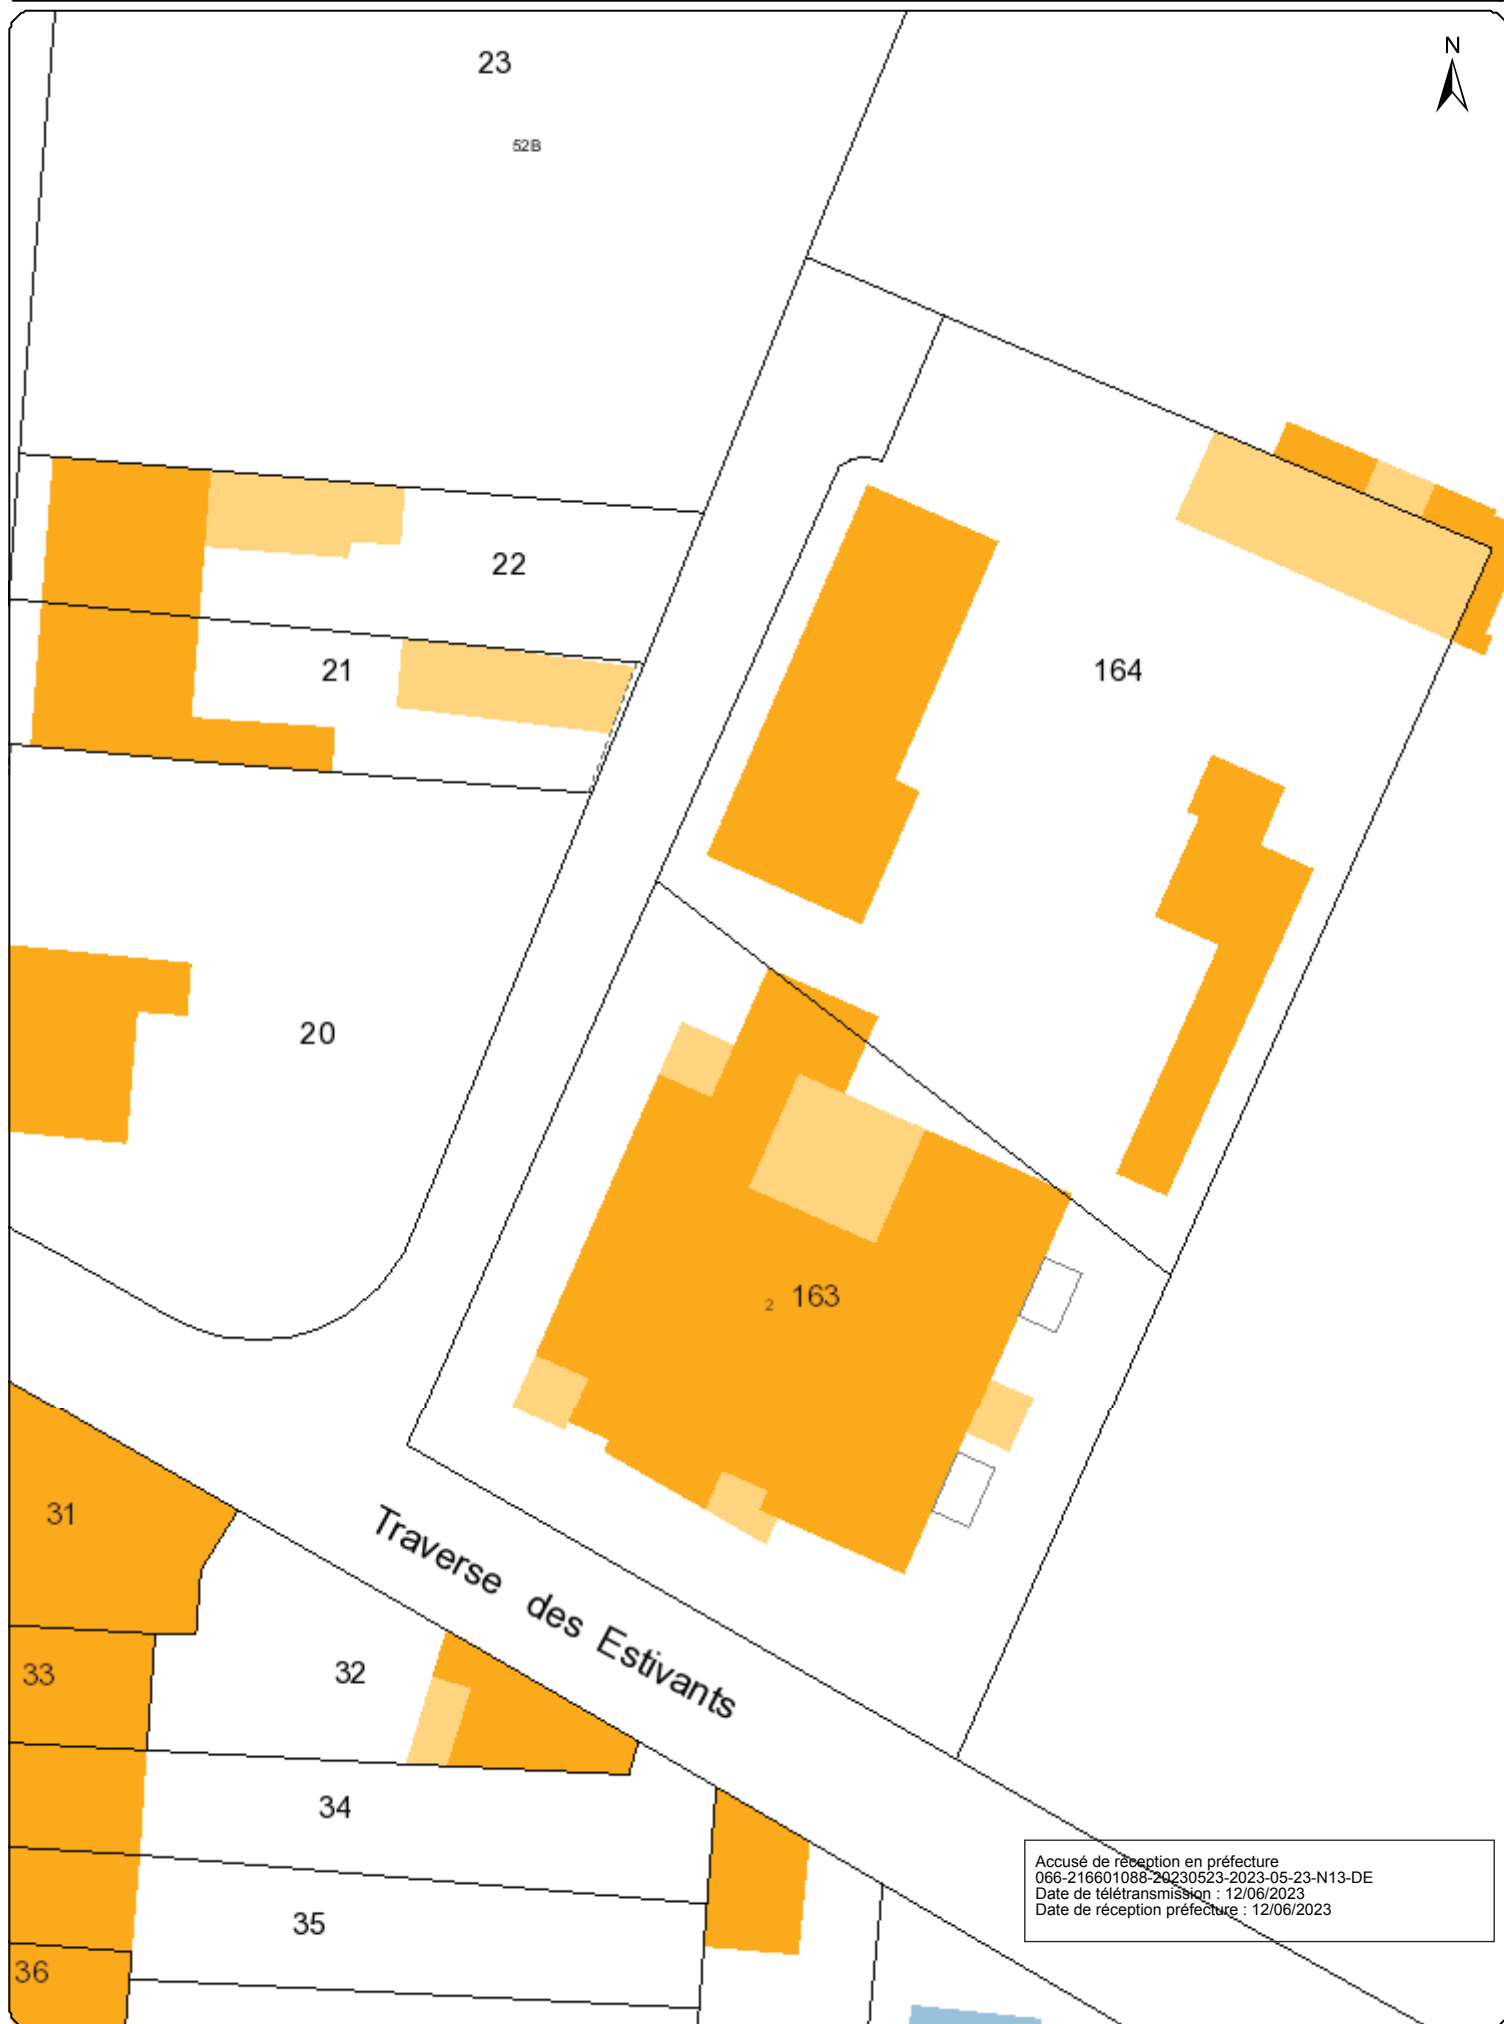 N
23
52B
22
21
164
20
2 163
31
Traverse des Estivants
33
32
34
35
36
Accusé de réception en préfecture
066-216601088-20230523-2023-05-23-N13-DE
Date de télétransmission : 12/06/2023
Date de réception préfecture : 12/06/2023